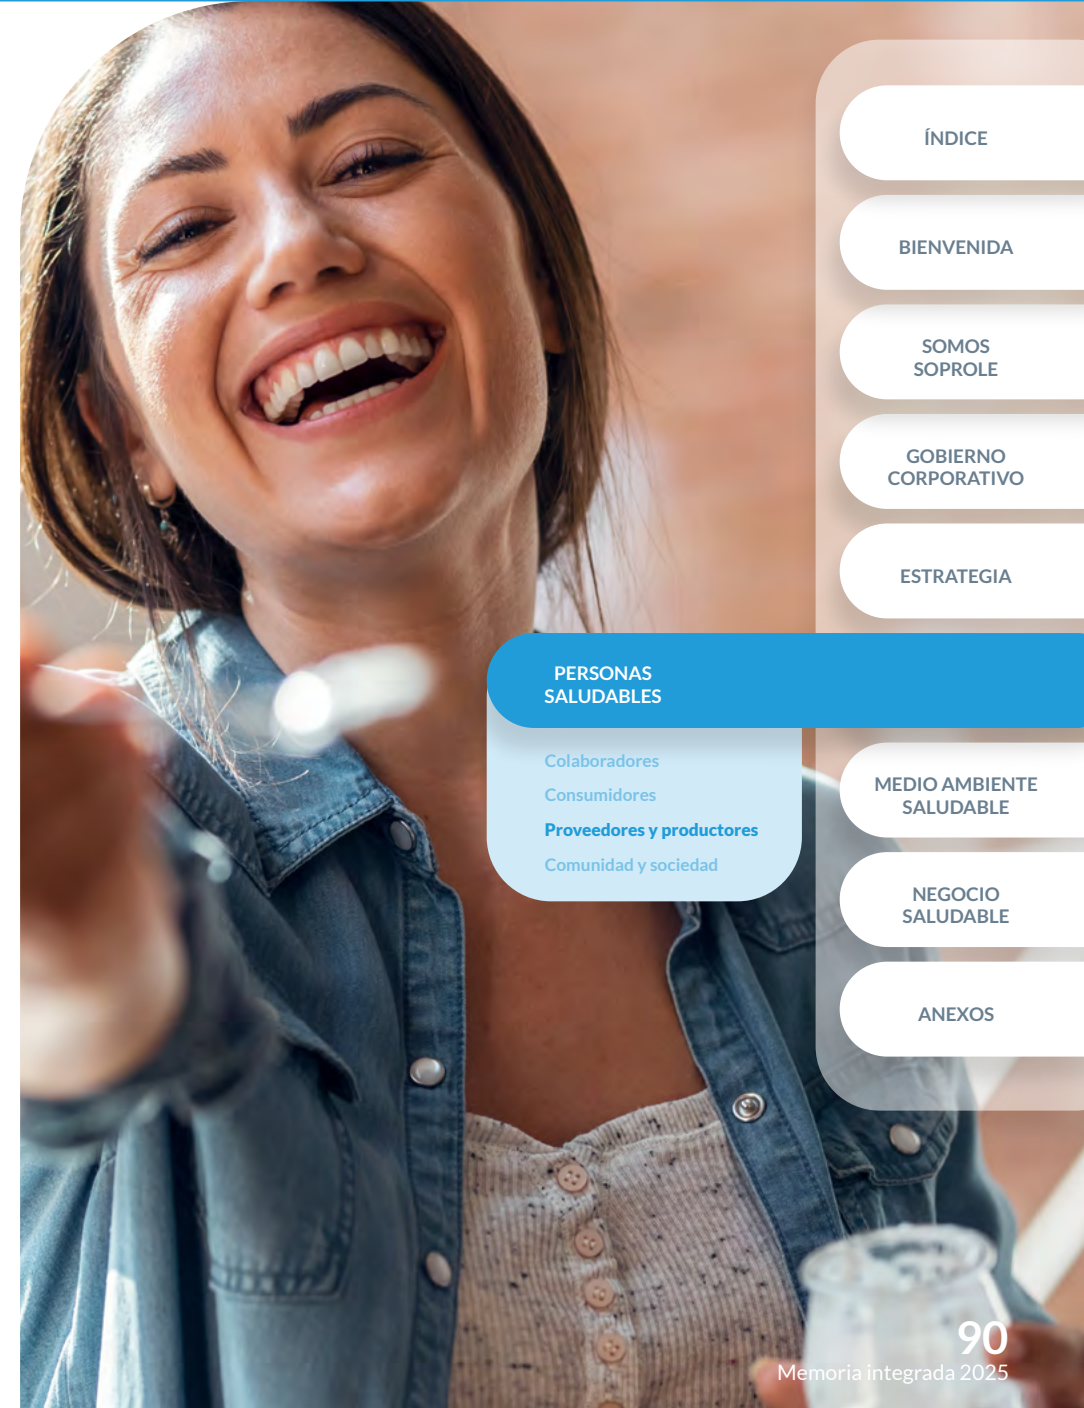 ÍNDICE
BIENVENIDA
SOMOS
SOPROLE
GOBIERNO
CORPORATIVO
ESTRATEGIA
PERSONAS
SALUDABLES
Colaboradores
Consumidores
Proveedores y productores
Comunidad y sociedad
MEDIO AMBIENTE
SALUDABLE
NEGOCIO
SALUDABLE
ANEXOS
90
Memoria integrada 2025